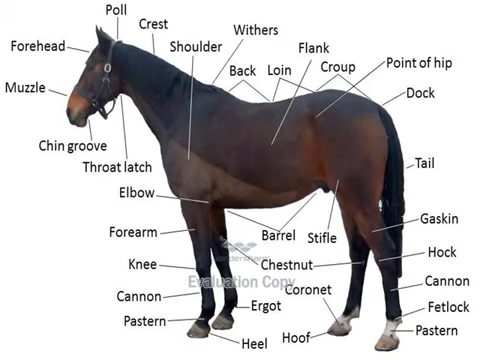 Poll
Crest
Withers
Forehead
Shoulder
Flank
Back
Loin
Croup
Point of hip
Muzzle
Dock
Chin groove
Throat latch
Tail
Elbow
Gaskin
Forearm
Barrel
Stifle
Hock
Knee
Chestnut
Evaluation Copy
Cannon
Coronet
Cannon
Ergot
Fetlock
Pastern
Hoof
Pastern
Heel